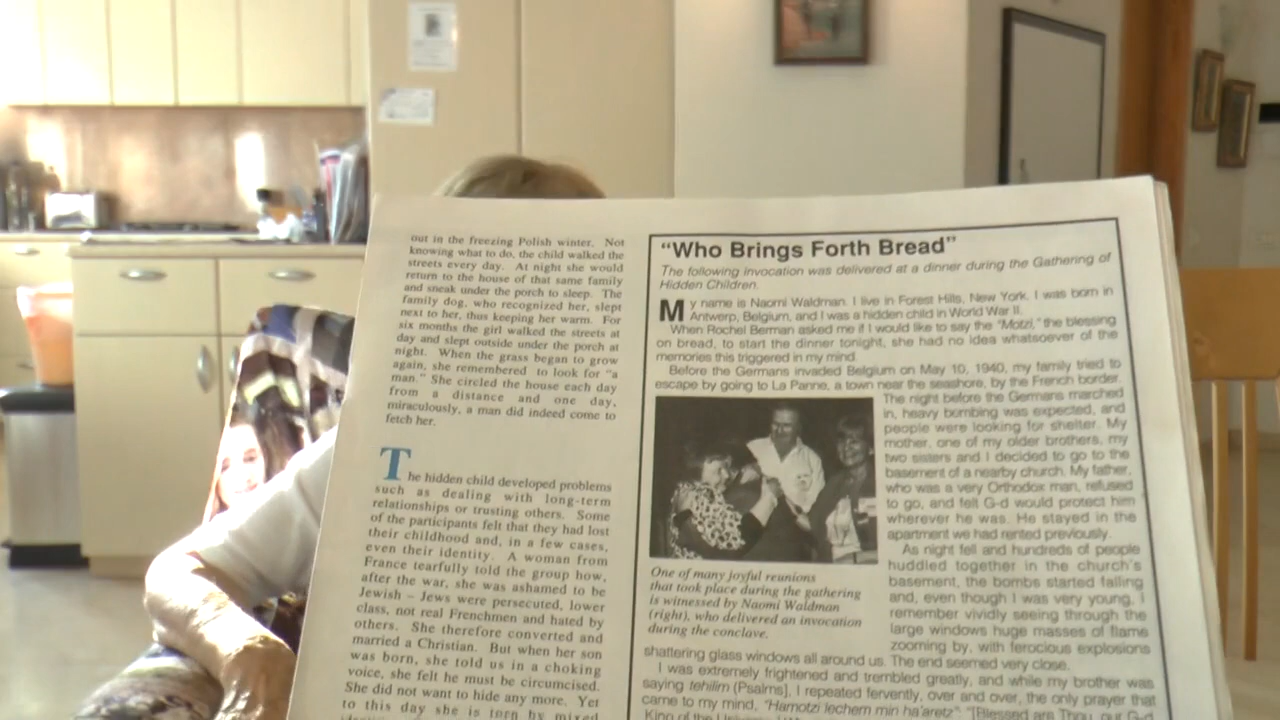 out in the freezing Polish winter. Not
knowing what to do, the child walked the
streets every day. At night she would
return to the house of that same family
and sneak under the porch to sleep. The
family dog, who recognized her, slept
next to her, thus keeping her warm. For
six months the girl walked the streets at
day and slept outside under the porch at
night. When the grass began to grow
again, she remembered to look for "a
man." She circled the house each day
from a distance and one day,
miraculously, a man did indeed come to
fetch her.
The hidden child developed problems
such as dealing with long-term
relationships or trusting others. Some
of the participants felt that they had lost
their childhood and, in a few cases,
even their identity. A woman from
France tearfully told the group how,
after the war, she was ashamed to be
Jewish – Jews were persecuted, lower
class, not real Frenchmen and hated by
others. She therefore converted and
married a Christian. But when her son
was born, she told us in a choking
voice, she felt he must be circumcised.
She did not want to hide any more. Yet
to this day she is torn by mixed
"Who Brings Forth Bread"
The following invocation was delivered at a dinner during the Gathering of
Hidden Children.
My name is Naomi Waldman. I live in Forest Hills, New York. I was born in
Antwerp, Belgium, and I was a hidden child in World War II.
When Rochel Berman asked me if I would like to say the "Motzi," the blessing
on bread, to start the dinner tonight, she had no idea whatsoever of the
memories this triggered in my mind.
Before the Germans invaded Belgium on May 10, 1940, my family tried to
escape by going to La Panne, a town near the seashore, by the French border.
The night before the Germans marched
in, heavy bombing was expected, and
people were looking for shelter. My
mother, one of my older brothers, my
two sisters and I decided to go to the
basement of a nearby church. My father,
who was a very Orthodox man, refused
to go, and felt G-d would protect him
wherever he was. He stayed in the
apartment we had rented previously.
As night fell and hundreds of people
huddled together in the church's
basement, the bombs started falling
and, even though I was very young, I
remember vividly seeing through the
large windows huge masses of flame
zooming by, with ferocious explosions
One of many joyful reunions
that took place during the gathering
is witnessed by Naomi Waldman
(right), who delivered an invocation
during the conclave.
shattering glass windows all around us. The end seemed very close.
I was extremely frightened and trembled greatly, and while my brother was
saying tehilim (Psalms), I repeated fervently, over and over, the only prayer that
came to my mind, "Hamotzi lechem min ha'aretz": "[Blessed are Thou, our G-d
King of the